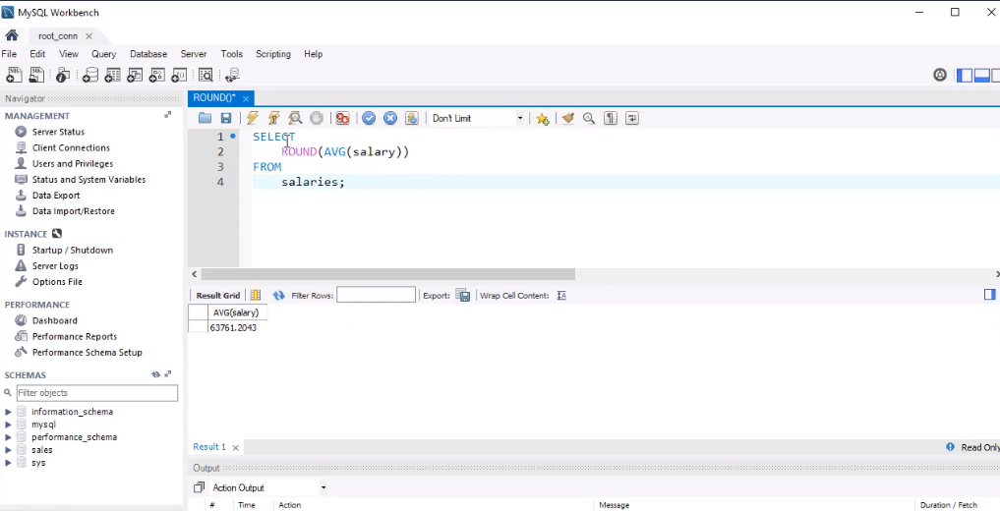 MySQL Workbench
root_conn
File Edit View Query Database Server Tools Scripting Help
Navigator
MANAGEMENT
Server Status
Client Connections
Users and Privileges
Status and System Variables
Data Export
Data Import/Restore
INSTANCE
Startup / Shutdown
Server Logs
Options File
PERFORMANCE
Dashboard
Performance Reports
Performance Schema Setup
SCHEMAS
Filter objects
information_schema
mysql
performance_schema
sales
sys
ROUND()*
Don't Limit
1 SELECT
2 ROUND(AVG(salary))
3 FROM
4 salaries;
Result Grid Filter Rows: Export: Wrap Cell Content:
AVG(salary)
63761.2043
Result 1
Read Only
Output
Action Output
# Time Action Message Duration / Fetch